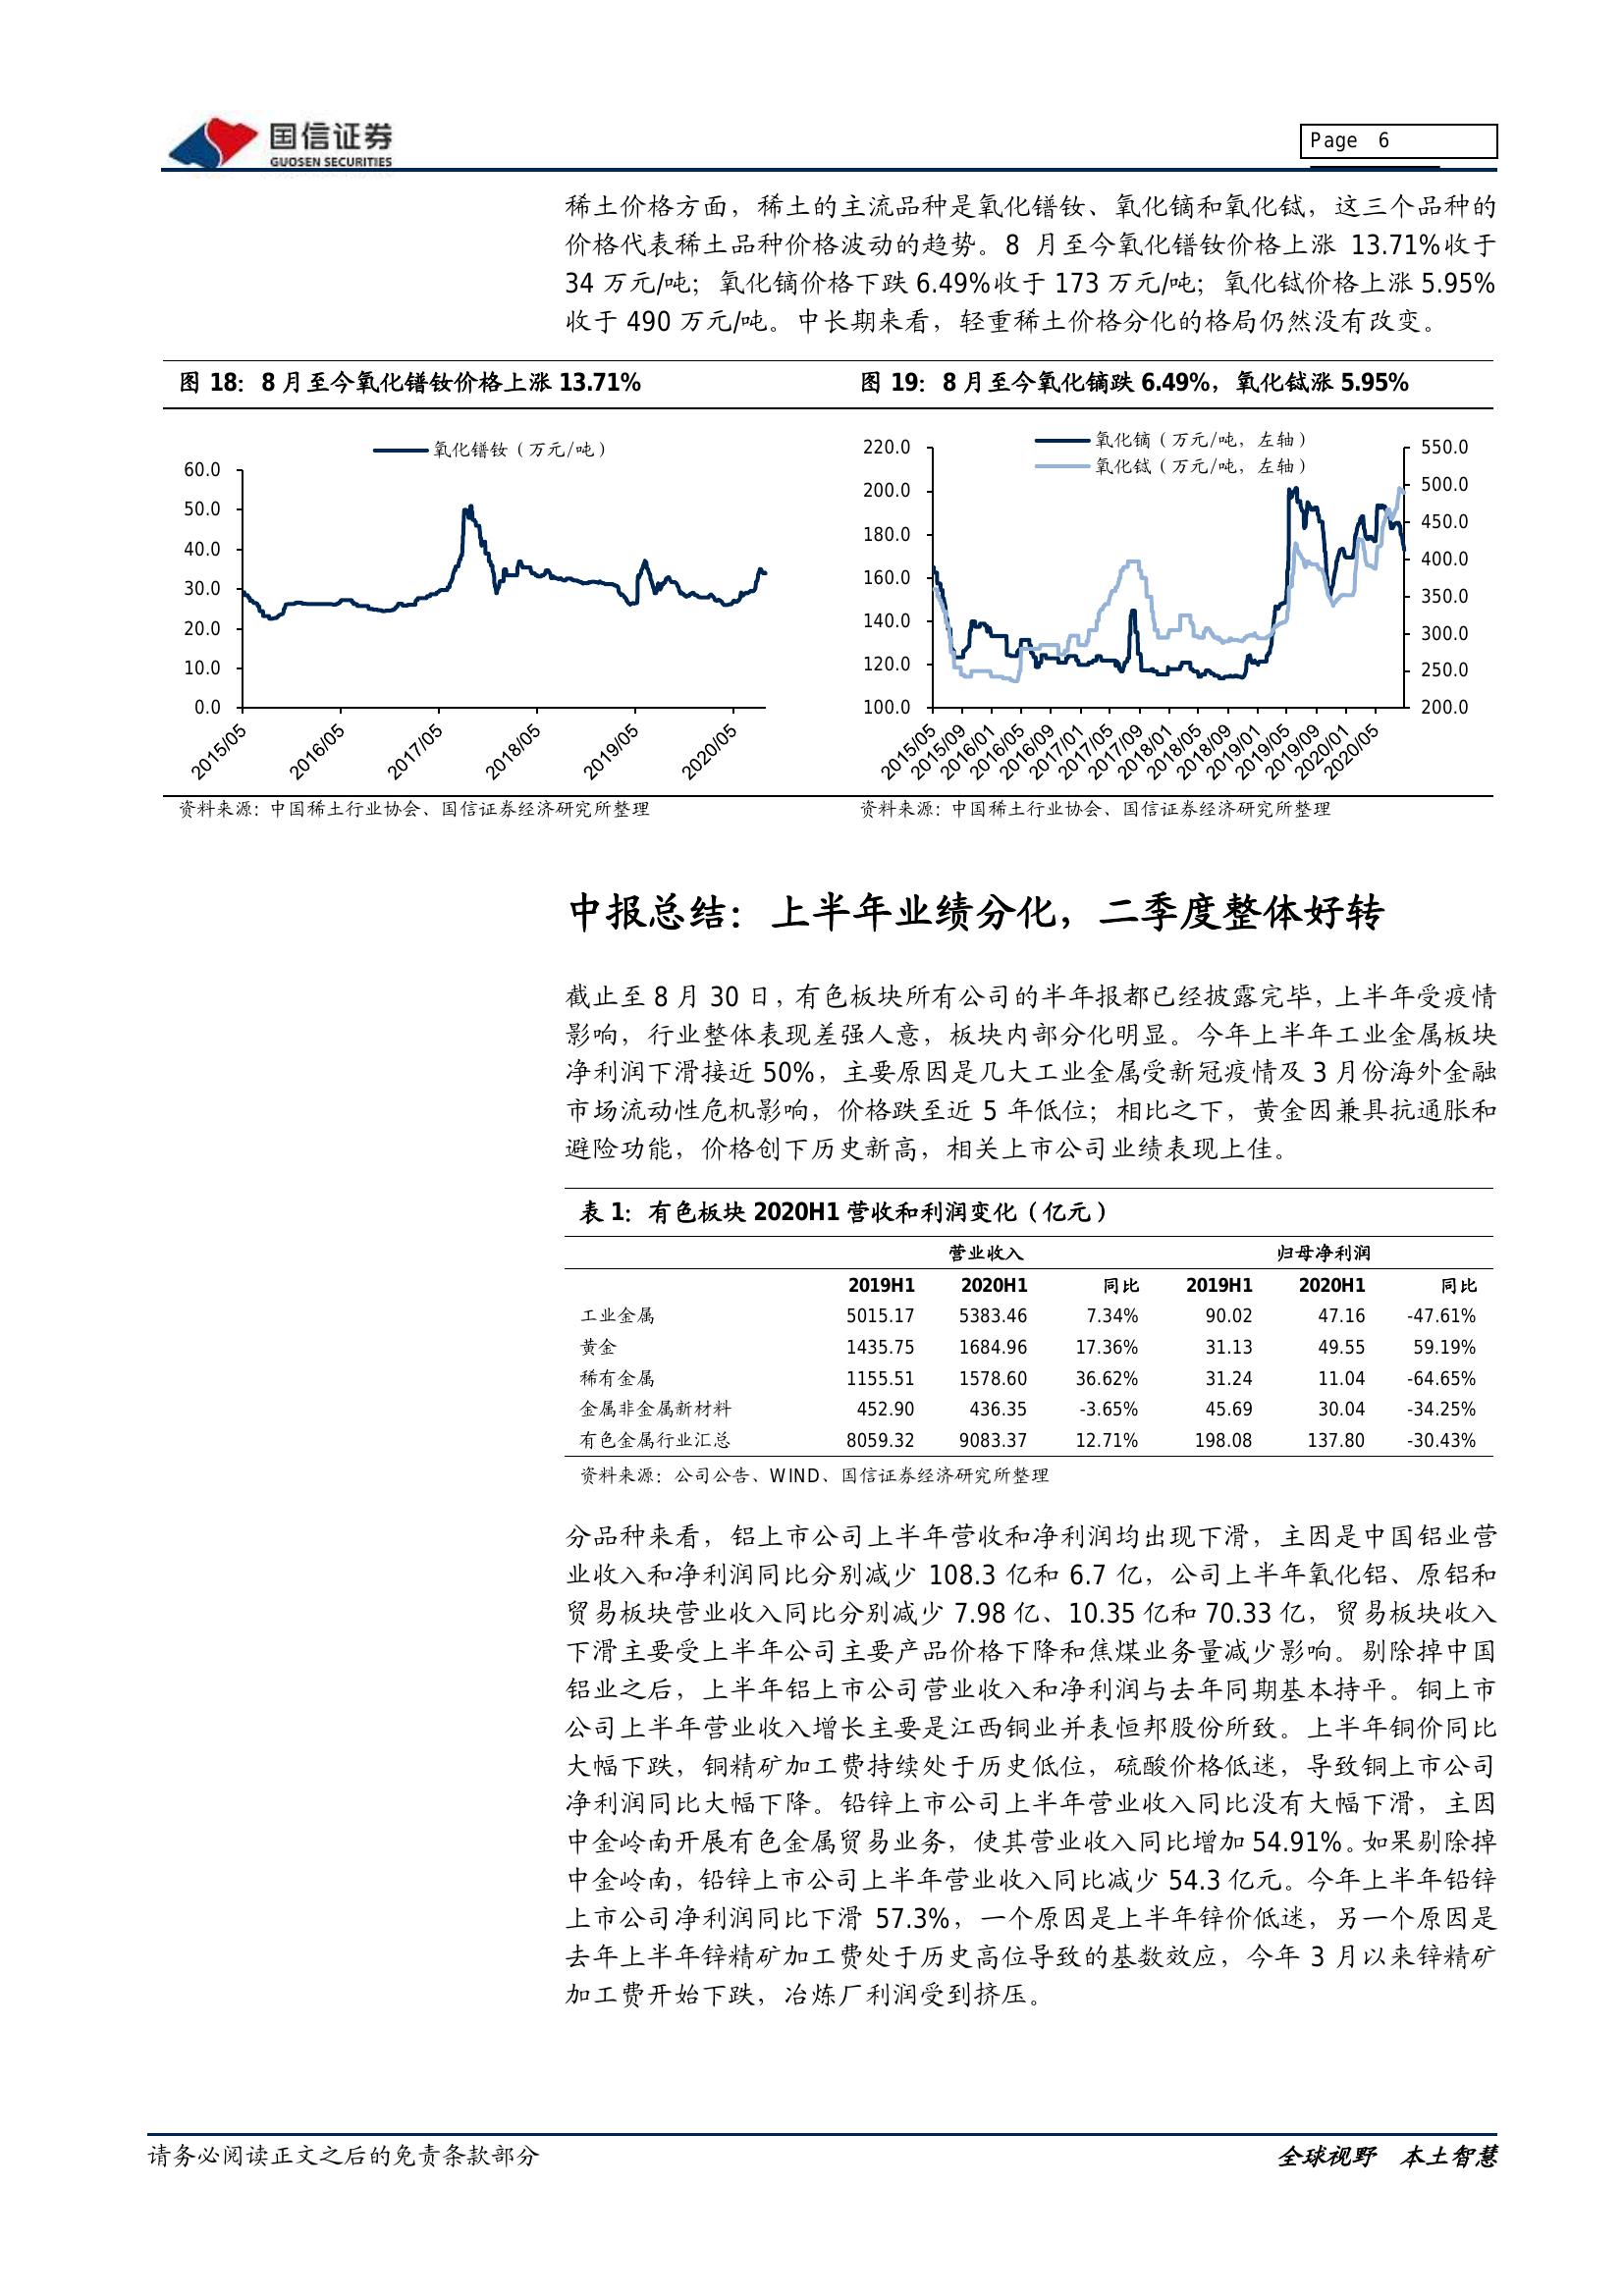 国信证券
GUOSEN SECURITIES
Page 6
稀土价格方面，稀土的主流品种是氧化镨钕、氧化镝和氧化铽，这三个品种的
价格代表稀土品种价格波动的趋势。8 月至今氧化镨钕价格上涨 13.71%收于
34 万元/吨；氧化镝价格下跌 6.49%收于 173 万元/吨；氧化铽价格上涨 5.95%
收于 490 万元/吨。中长期来看，轻重稀土价格分化的格局仍然没有改变。
图 18：8 月至今氧化镨钕价格上涨 13.71%
氧化镨钕（万元/吨）
60.0
50.0
40.0
30.0
20.0
10.0
0.0
2015/05 2016/05 2017/05 2018/05 2019/05 2020/05
资料来源：中国稀土行业协会、国信证券经济研究所整理
图 19：8 月至今氧化镝跌 6.49%，氧化铽涨 5.95%
氧化镝（万元/吨，左轴）
氧化铽（万元/吨，左轴）
220.0
200.0
180.0
160.0
140.0
120.0
100.0
550.0
500.0
450.0
400.0
350.0
300.0
250.0
200.0
2015/05 2015/09 2016/01 2016/05 2016/09 2017/01 2017/05 2017/09 2018/01 2018/05 2018/09 2019/01 2019/05 2019/09 2020/01 2020/05
资料来源：中国稀土行业协会、国信证券经济研究所整理
中报总结：上半年业绩分化，二季度整体好转
截止至 8 月 30 日，有色板块所有公司的半年报都已经披露完毕，上半年受疫情
影响，行业整体表现差强人意，板块内部分化明显。今年上半年工业金属板块
净利润下滑接近 50%，主要原因是几大工业金属受新冠疫情及 3 月份海外金融
市场流动性危机影响，价格跌至近 5 年低位；相比之下，黄金因兼具抗通胀和
避险功能，价格创下历史新高，相关上市公司业绩表现上佳。
表 1：有色板块 2020H1 营收和利润变化（亿元）
营业收入 归母净利润
2019H1 2020H1 同比 2019H1 2020H1 同比
工业金属 5015.17 5383.46 7.34% 90.02 47.16 -47.61%
黄金 1435.75 1684.96 17.36% 31.13 49.55 59.19%
稀有金属 1155.51 1578.60 36.62% 31.24 11.04 -64.65%
金属非金属新材料 452.90 436.35 -3.65% 45.69 30.04 -34.25%
有色金属行业汇总 8059.32 9083.37 12.71% 198.08 137.80 -30.43%
资料来源：公司公告、WIND、国信证券经济研究所整理
分品种来看，铝上市公司上半年营收和净利润均出现下滑，主因是中国铝业营
业收入和净利润同比分别减少 108.3 亿和 6.7 亿，公司上半年氧化铝、原铝和
贸易板块营业收入同比分别减少 7.98 亿、10.35 亿和 70.33 亿，贸易板块收入
下滑主要受上半年公司主要产品价格下降和焦煤业务量减少影响。剔除掉中国
铝业之后，上半年铝上市公司营业收入和净利润与去年同期基本持平。铜上市
公司上半年营业收入增长主要是江西铜业并表恒邦股份所致。上半年铜价同比
大幅下跌，铜精矿加工费持续处于历史低位，硫酸价格低迷，导致铜上市公司
净利润同比大幅下降。铅锌上市公司上半年营业收入同比没有大幅下滑，主因
中金岭南开展有色金属贸易业务，使其营业收入同比增加 54.91%。如果剔除掉
中金岭南，铅锌上市公司上半年营业收入同比减少 54.3 亿元。今年上半年铅锌
上市公司净利润同比下滑 57.3%，一个原因是上半年锌价低迷，另一个原因是
去年上半年锌精矿加工费处于历史高位导致的基数效应，今年 3 月以来锌精矿
加工费开始下跌，冶炼厂利润受到挤压。
请务必阅读正文之后的免责条款部分
全球视野 本土智慧